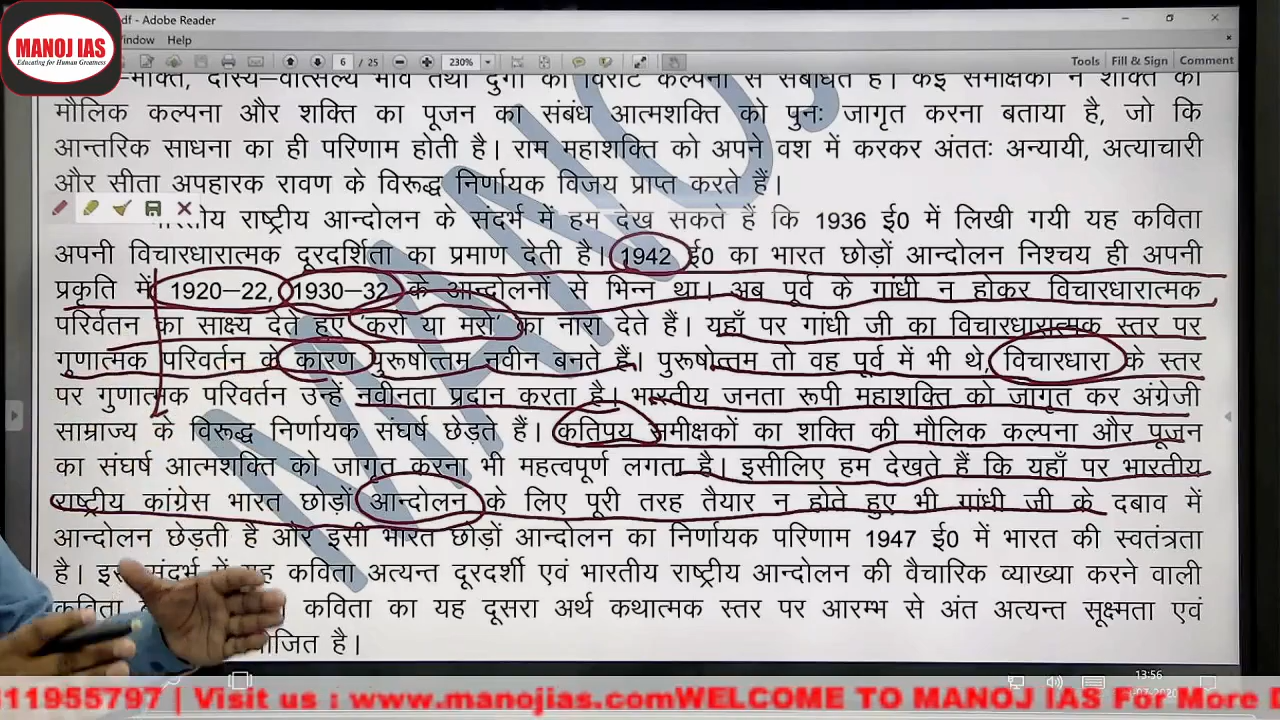 MANOJ IAS
Educating for Human Greatness
df - Adobe Reader
indow Help
6 / 25 230% Tools Fill & Sign Comment
दास्य–वात्सल्य भाव तथा दुर्गा की विराट कल्पना से संबंधित है। कई समीक्षकों ने शक्ति की
मौलिक कल्पना और शक्ति का पूजन का संबंध आत्मशक्ति को पुनः जागृत करना बताया है, जो कि
आन्तरिक साधना का ही परिणाम होती है। राम महाशक्ति को अपने वश में करकर अंततः अन्यायी, अत्याचारी
और सीता अपहारक रावण के विरूद्ध निर्णायक विजय प्राप्त करते हैं।
राष्ट्रीय आन्दोलन के संदर्भ में हम देख सकते हैं कि 1936 ई0 में लिखी गयी यह कविता
अपनी विचारधारात्मक दूरदर्शिता का प्रमाण देती है। 1942 ई0 का भारत छोड़ों आन्दोलन निश्चय ही अपनी
प्रकृति में 1920–22, 1930–32 के आन्दोलनों से भिन्न था। अब पूर्व के गांधी न होकर विचारधारात्मक
परिर्वतन का साक्ष्य देते हुए 'करो या मरो' का नारा देते हैं। यहाँ पर गांधी जी का विचारधारात्मक स्तर पर
गुणात्मक परिवर्तन के कारण पुरूषोत्तम नवीन बनते हैं। पुरूषोत्तम तो वह पूर्व में भी थे, विचारधारा के स्तर
पर गुणात्मक परिवर्तन उन्हें नवीनता प्रदान करता है। भारतीय जनता रूपी महाशक्ति को जागृत कर अंग्रेजी
साम्राज्य के विरूद्ध निर्णायक संघर्ष छेड़ते हैं। कतिपय समीक्षकों का शक्ति की मौलिक कल्पना और पूजन
का संघर्ष आत्मशक्ति को जागृत करना भी महत्वपूर्ण लगता है। इसीलिए हम देखते हैं कि यहाँ पर भारतीय
राष्ट्रीय कांग्रेस भारत छोड़ों आन्दोलन के लिए पूरी तरह तैयार न होते हुए भी गांधी जी के दबाव में
आन्दोलन छेड़ती है और इसी भारत छोड़ों आन्दोलन का निर्णायक परिणाम 1947 ई0 में भारत की स्वतंत्रता
है। इस संदर्भ में यह कविता अत्यन्त दूरदर्शी एवं भारतीय राष्ट्रीय आन्दोलन की वैचारिक व्याख्या करने वाली
कविता कविता का यह दूसरा अर्थ कथात्मक स्तर पर आरम्भ से अंत अत्यन्त सूक्ष्मता एवं
है।
13:56
311955797 | Visit us : www.manojias.comWELCOME TO MANOJ IAS For More